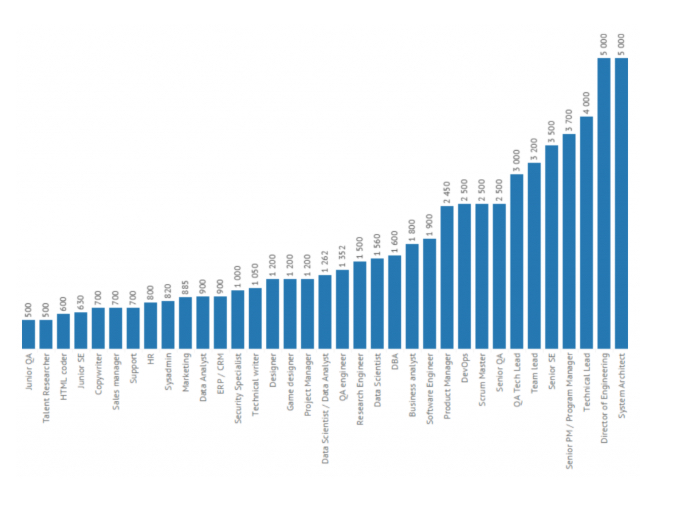 500
500
600
630
700
700
700
800
820
885
900
900
1 000
1 050
1 200
1 200
1 200
1 262
1 352
1 500
1 560
1 600
1 800
1 900
2 450
2 500
2 500
2 500
3 000
3 200
3 500
3 700
4 000
5 000
5 000
Junior QA
Talent Researcher
HTML coder
Junior SE
Copywriter
Sales manager
Support
HR
Sysadmin
Marketing
Data Analyst
ERP / CRM
Security Specialist
Technical writer
Designer
Game designer
Project Manager
Data Scientist / Data Analyst
QA engineer
Research Engineer
Data Scientist
DBA
Business analyst
Software Engineer
Product Manager
DevOps
Scrum Master
Senior QA
QA Tech Lead
Team lead
Senior SE
Senior PM / Program Manager
Technical Lead
Director of Engineering
System Architect